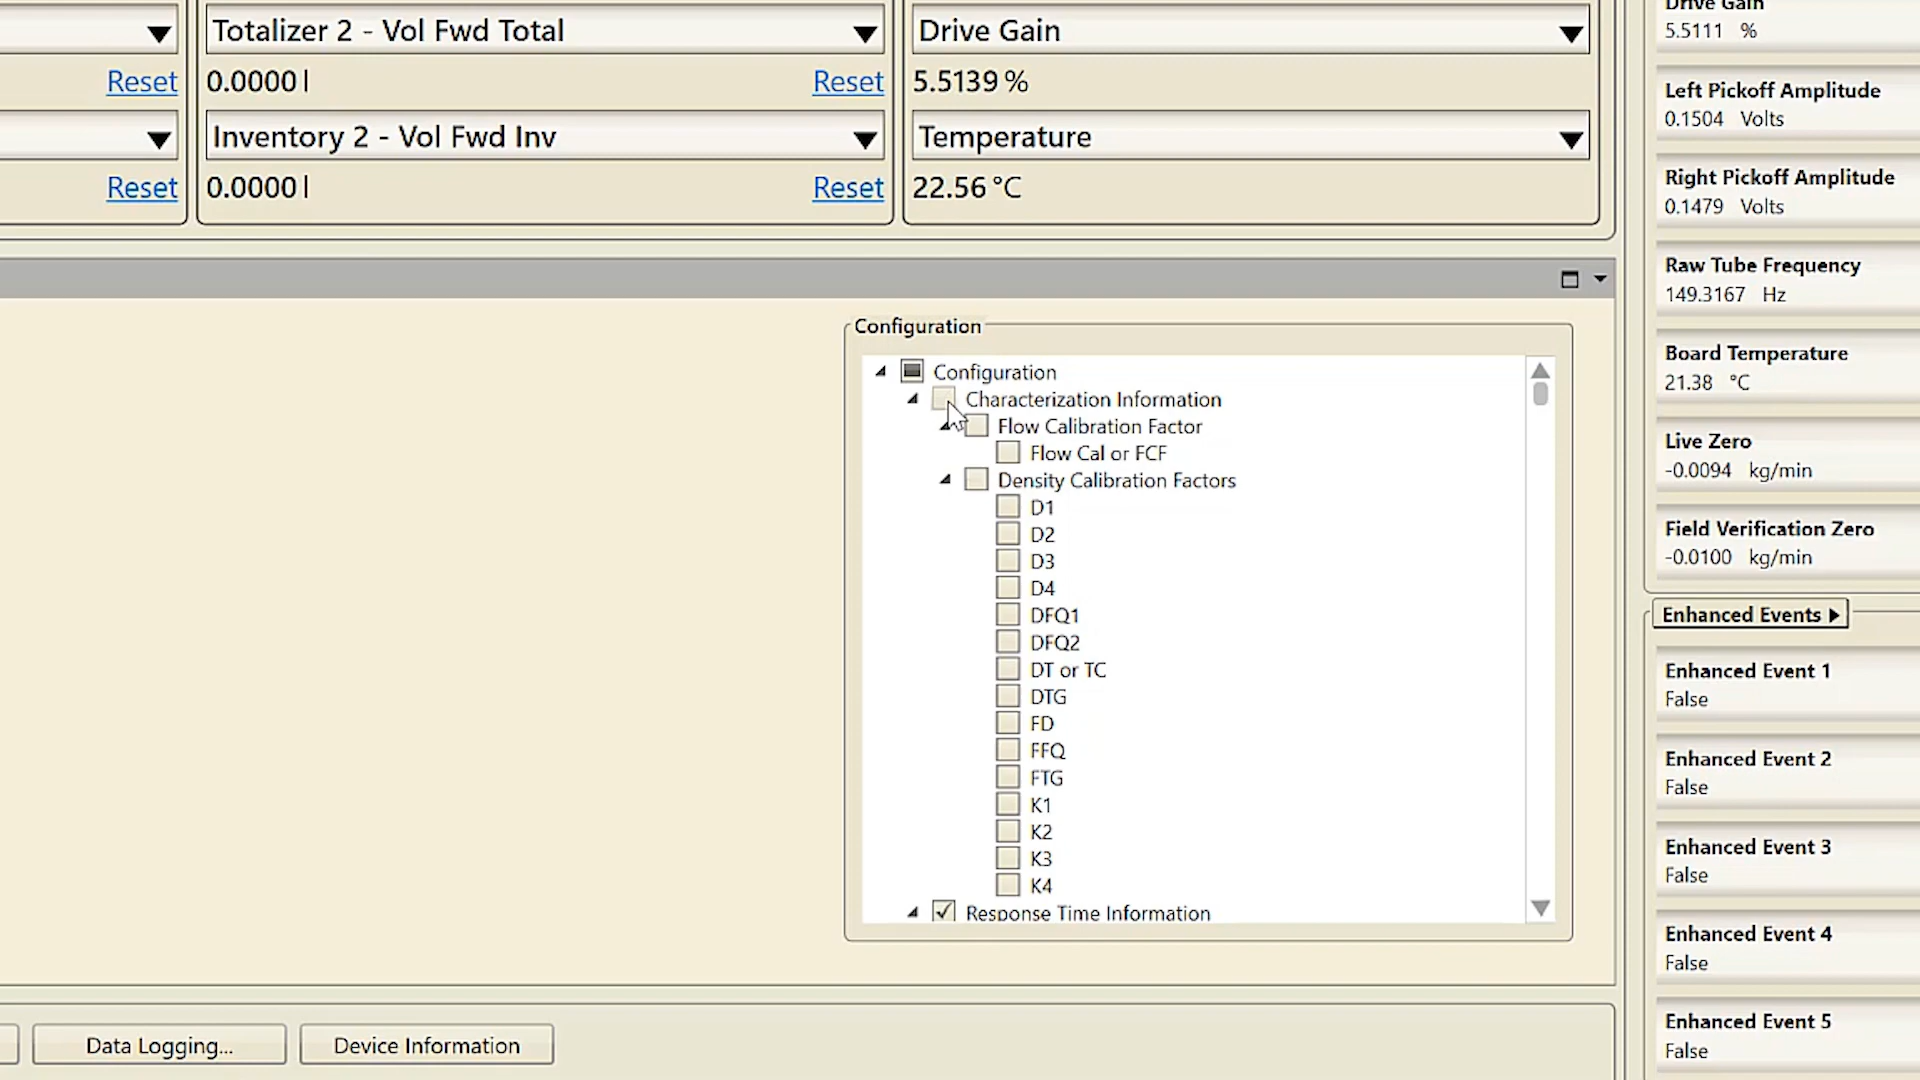 Totalizer 2 - Vol Fwd Total
Drive Gain
Reset
0.0000 l
Reset
5.5139 %
Inventory 2 - Vol Fwd Inv
Temperature
Reset
0.0000 l
Reset
22.56 °C
Configuration
Configuration
Characterization Information
Flow Calibration Factor
Flow Cal or FCF
Density Calibration Factors
D1
D2
D3
D4
DFQ1
DFQ2
DT or TC
DTG
FD
FFQ
FTG
K1
K2
K3
K4
Response Time Information
Data Logging...
Device Information
Drive Gain
5.5111 %
Left Pickoff Amplitude
0.1504 Volts
Right Pickoff Amplitude
0.1479 Volts
Raw Tube Frequency
149.3167 Hz
Board Temperature
21.38 °C
Live Zero
-0.0094 kg/min
Field Verification Zero
-0.0100 kg/min
Enhanced Events
Enhanced Event 1
False
Enhanced Event 2
False
Enhanced Event 3
False
Enhanced Event 4
False
Enhanced Event 5
False